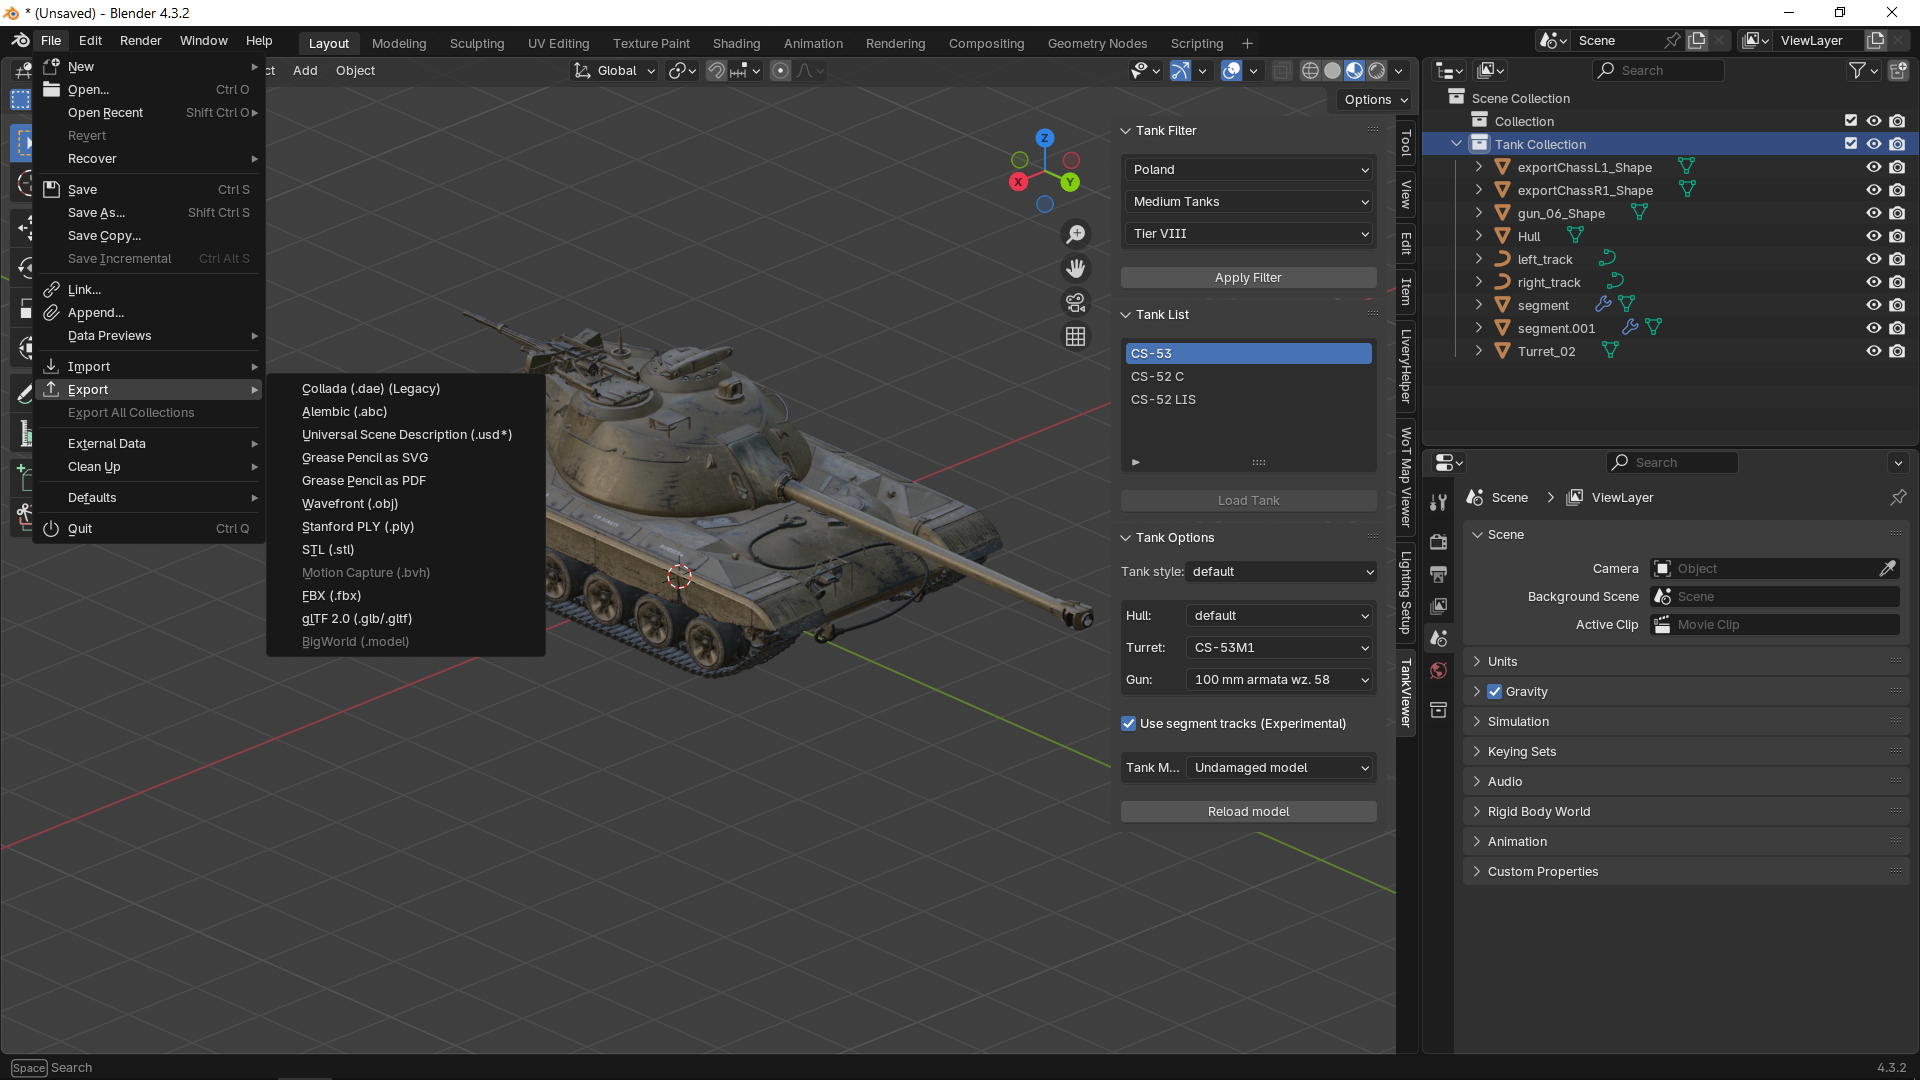 * (Unsaved) - Blender 4.3.2
File Edit Render Window Help
Layout Modeling Sculpting UV Editing Texture Paint Shading Animation Rendering Compositing Geometry Nodes Scripting +
Scene
ViewLayer
ct Add Object
Global
Options
New
Open... Ctrl O
Open Recent Shift Ctrl O
Revert
Recover
Save Ctrl S
Save As... Shift Ctrl S
Save Copy...
Save Incremental Ctrl Alt S
Link...
Append...
Data Previews
Import
Export
Export All Collections
External Data
Clean Up
Defaults
Quit Ctrl Q
Collada (.dae) (Legacy)
Alembic (.abc)
Universal Scene Description (.usd*)
Grease Pencil as SVG
Grease Pencil as PDF
Wavefront (.obj)
Stanford PLY (.ply)
STL (.stl)
Motion Capture (.bvh)
FBX (.fbx)
glTF 2.0 (.glb/.gltf)
BigWorld (.model)
Z
X
Y
Tank Filter
Poland
Medium Tanks
Tier VIII
Apply Filter
Tank List
CS-53
CS-52 C
CS-52 LIS
Load Tank
Tank Options
Tank style: default
Hull: default
Turret: CS-53M1
Gun: 100 mm armata wz. 58
Use segment tracks (Experimental)
Tank M... Undamaged model
Reload model
Tool
View
Edit
Item
LiveryHelper
WoT Map Viewer
Lighting Setup
TankViewer
Search
Scene Collection
Collection
Tank Collection
exportChassL1_Shape
exportChassR1_Shape
gun_06_Shape
Hull
left_track
right_track
segment
segment.001
Turret_02
Search
Scene ViewLayer
Scene
Camera Object
Background Scene Scene
Active Clip Movie Clip
Units
Gravity
Simulation
Keying Sets
Audio
Rigid Body World
Animation
Custom Properties
Space Search
4.3.2